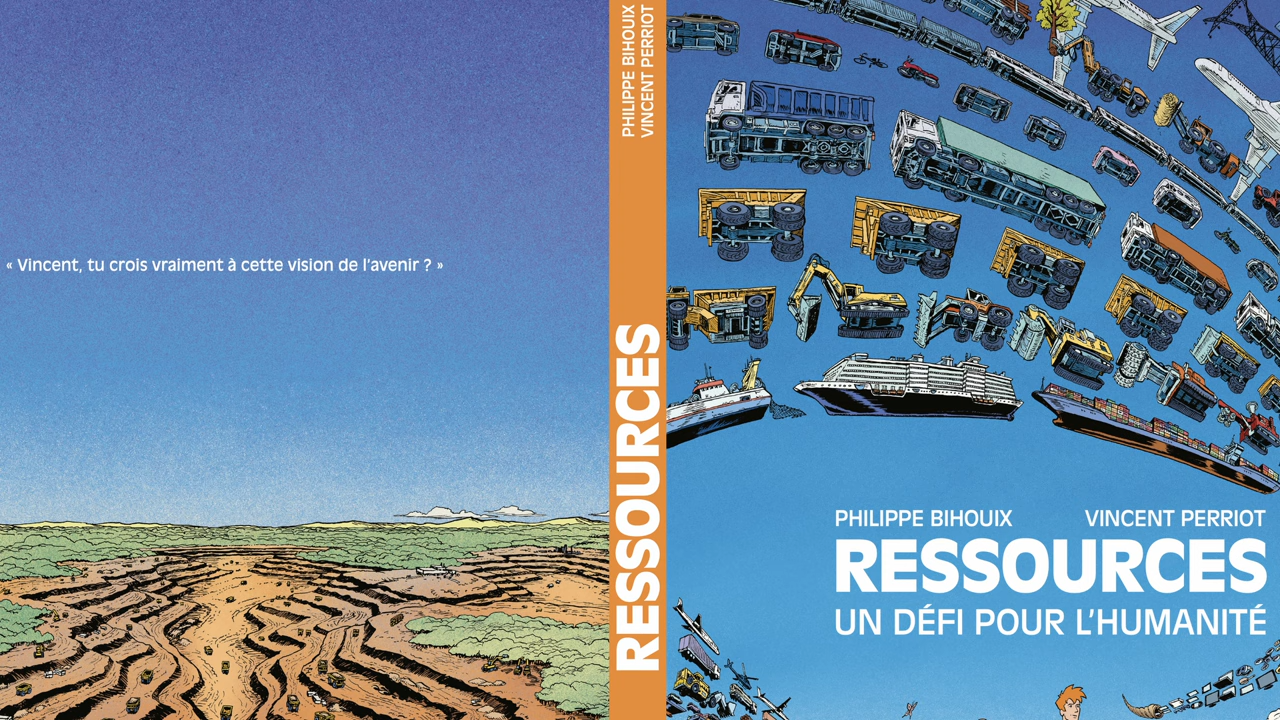 « Vincent, tu crois vraiment à cette vision de l'avenir ? »
PHILIPPE BIHOUIX
VINCENT PERRIOT
RESSOURCES
PHILIPPE BIHOUIX VINCENT PERRIOT
RESSOURCES
UN DÉFI POUR L'HUMANITÉ